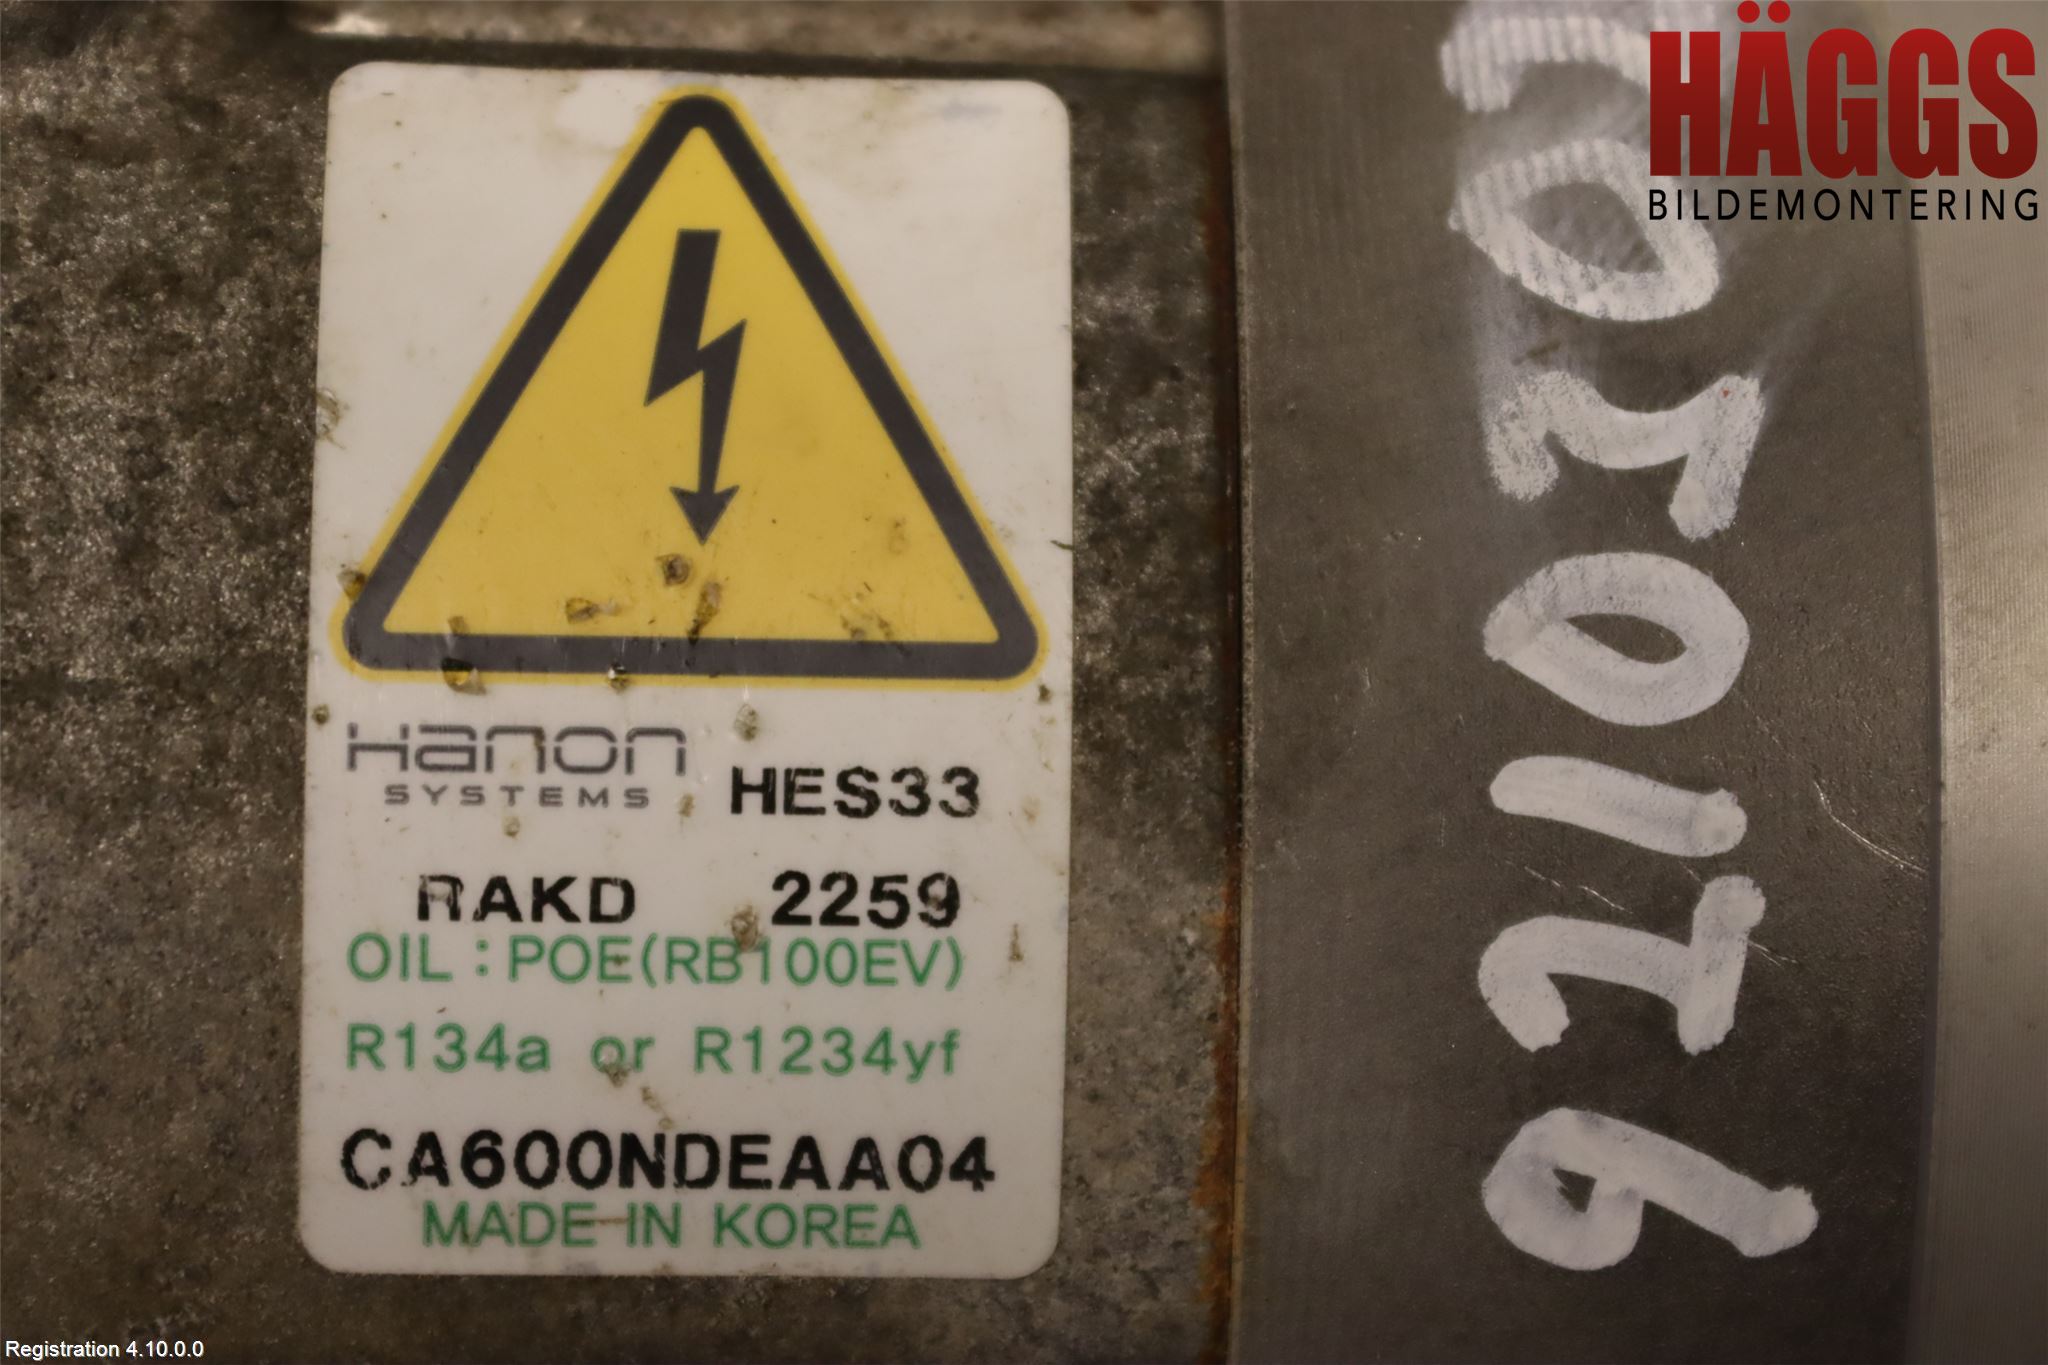 HÄGGS
BILDEMONTERING
Hanon
SYSTEMS
HES33
RAKD 2259
OIL : POE(RB100EV)
R134a or R1234yf
CA600NDEAA04
MADE IN KOREA
921030
Registration 4.10.0.0